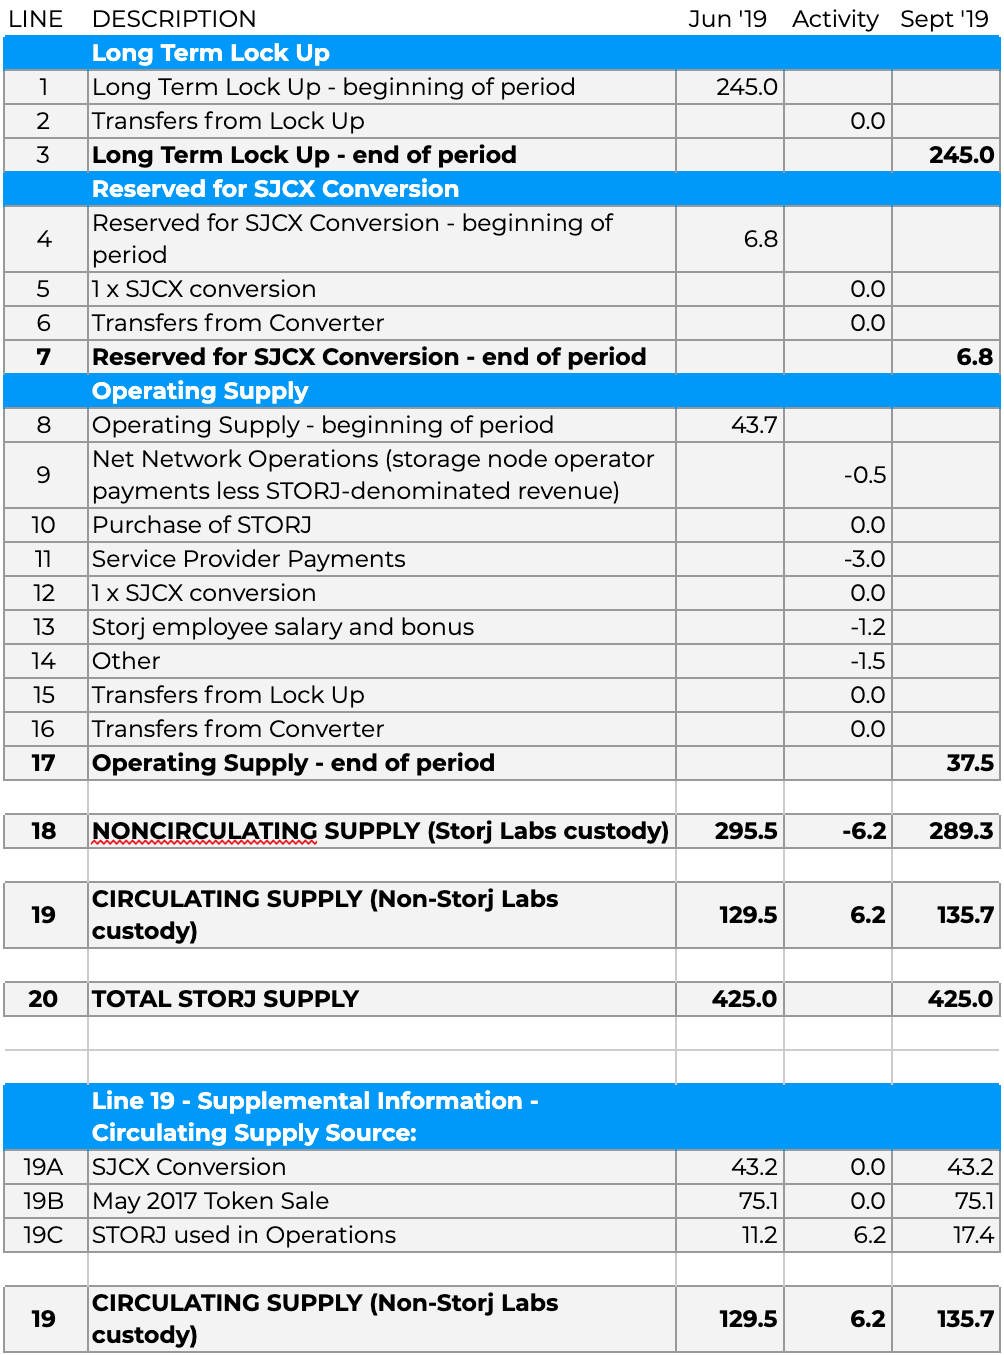 LINE DESCRIPTION Jun '19 Activity Sept '19
Long Term Lock Up
1 Long Term Lock Up - beginning of period 245.0
2 Transfers from Lock Up 0.0
3 Long Term Lock Up - end of period 245.0
Reserved for SJCX Conversion
4 Reserved for SJCX Conversion - beginning of
period 6.8
5 1 x SJCX conversion 0.0
6 Transfers from Converter 0.0
7 Reserved for SJCX Conversion - end of period 6.8
Operating Supply
8 Operating Supply - beginning of period 43.7
9 Net Network Operations (storage node operator
payments less STORJ-denominated revenue) -0.5
10 Purchase of STORJ 0.0
11 Service Provider Payments -3.0
12 1 x SJCX conversion 0.0
13 Storj employee salary and bonus -1.2
14 Other -1.5
15 Transfers from Lock Up 0.0
16 Transfers from Converter 0.0
17 Operating Supply - end of period 37.5
18 NONCIRCULATING SUPPLY (Storj Labs custody) 295.5 -6.2 289.3
19 CIRCULATING SUPPLY (Non-Storj Labs
custody) 129.5 6.2 135.7
20 TOTAL STORJ SUPPLY 425.0 425.0
Line 19 - Supplemental Information -
Circulating Supply Source:
19A SJCX Conversion 43.2 0.0 43.2
19B May 2017 Token Sale 75.1 0.0 75.1
19C STORJ used in Operations 11.2 6.2 17.4
19 CIRCULATING SUPPLY (Non-Storj Labs
custody) 129.5 6.2 135.7